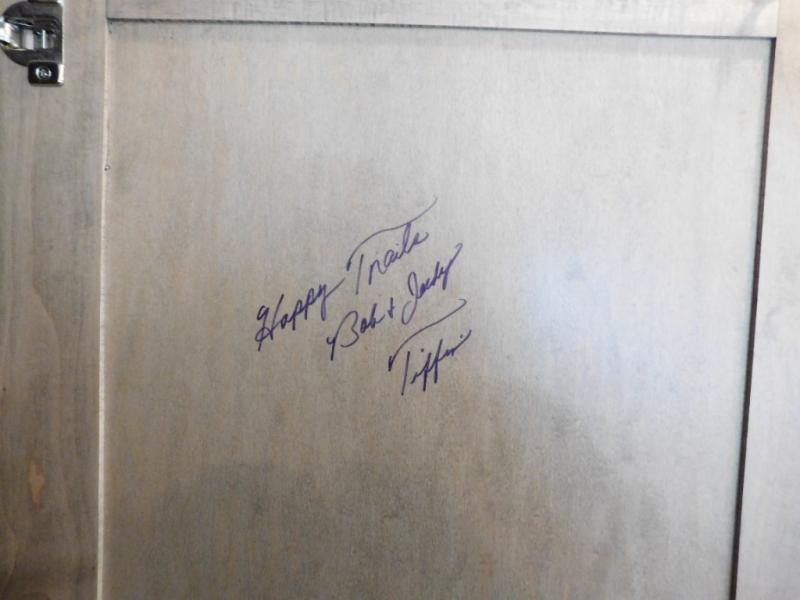 Happy Trails
Bob + Judy
Tiffin